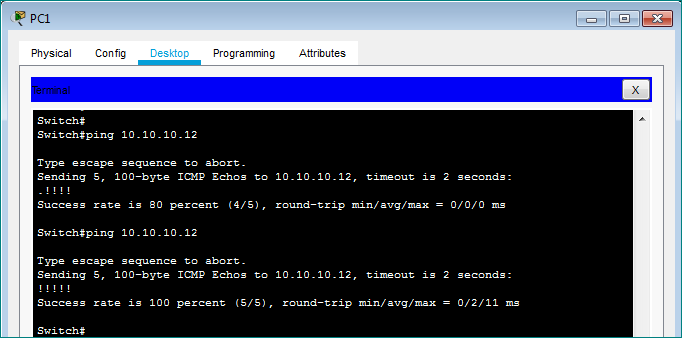 PC1
Physical Config Desktop Programming Attributes
Terminal
X
Switch#
Switch#ping 10.10.10.12
Type escape sequence to abort.
Sending 5, 100-byte ICMP Echos to 10.10.10.12, timeout is 2 seconds:
.!!!!
Success rate is 80 percent (4/5), round-trip min/avg/max = 0/0/0 ms
Switch#ping 10.10.10.12
Type escape sequence to abort.
Sending 5, 100-byte ICMP Echos to 10.10.10.12, timeout is 2 seconds:
!!!!!
Success rate is 100 percent (5/5), round-trip min/avg/max = 0/2/11 ms
Switch#